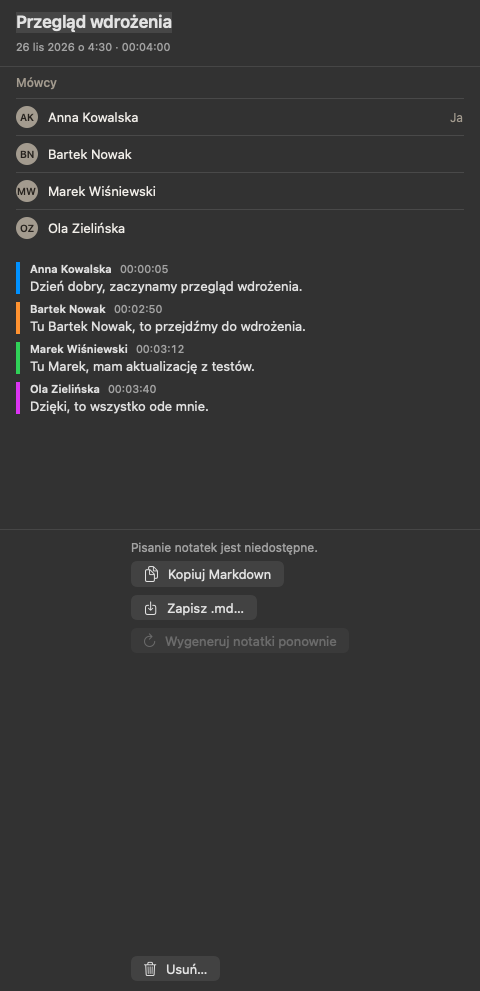 Przegląd wdrożenia
26 lis 2026 o 4:30 · 00:04:00
Mówcy
AK Anna Kowalska Ja
BN Bartek Nowak
MW Marek Wiśniewski
OZ Ola Zielińska
Anna Kowalska 00:00:05
Dzień dobry, zaczynamy przegląd wdrożenia.
Bartek Nowak 00:02:50
Tu Bartek Nowak, to przejdźmy do wdrożenia.
Marek Wiśniewski 00:03:12
Tu Marek, mam aktualizację z testów.
Ola Zielińska 00:03:40
Dzięki, to wszystko ode mnie.
Pisanie notatek jest niedostępne.
Kopiuj Markdown
Zapisz .md...
Wygeneruj notatki ponownie
Usuń...